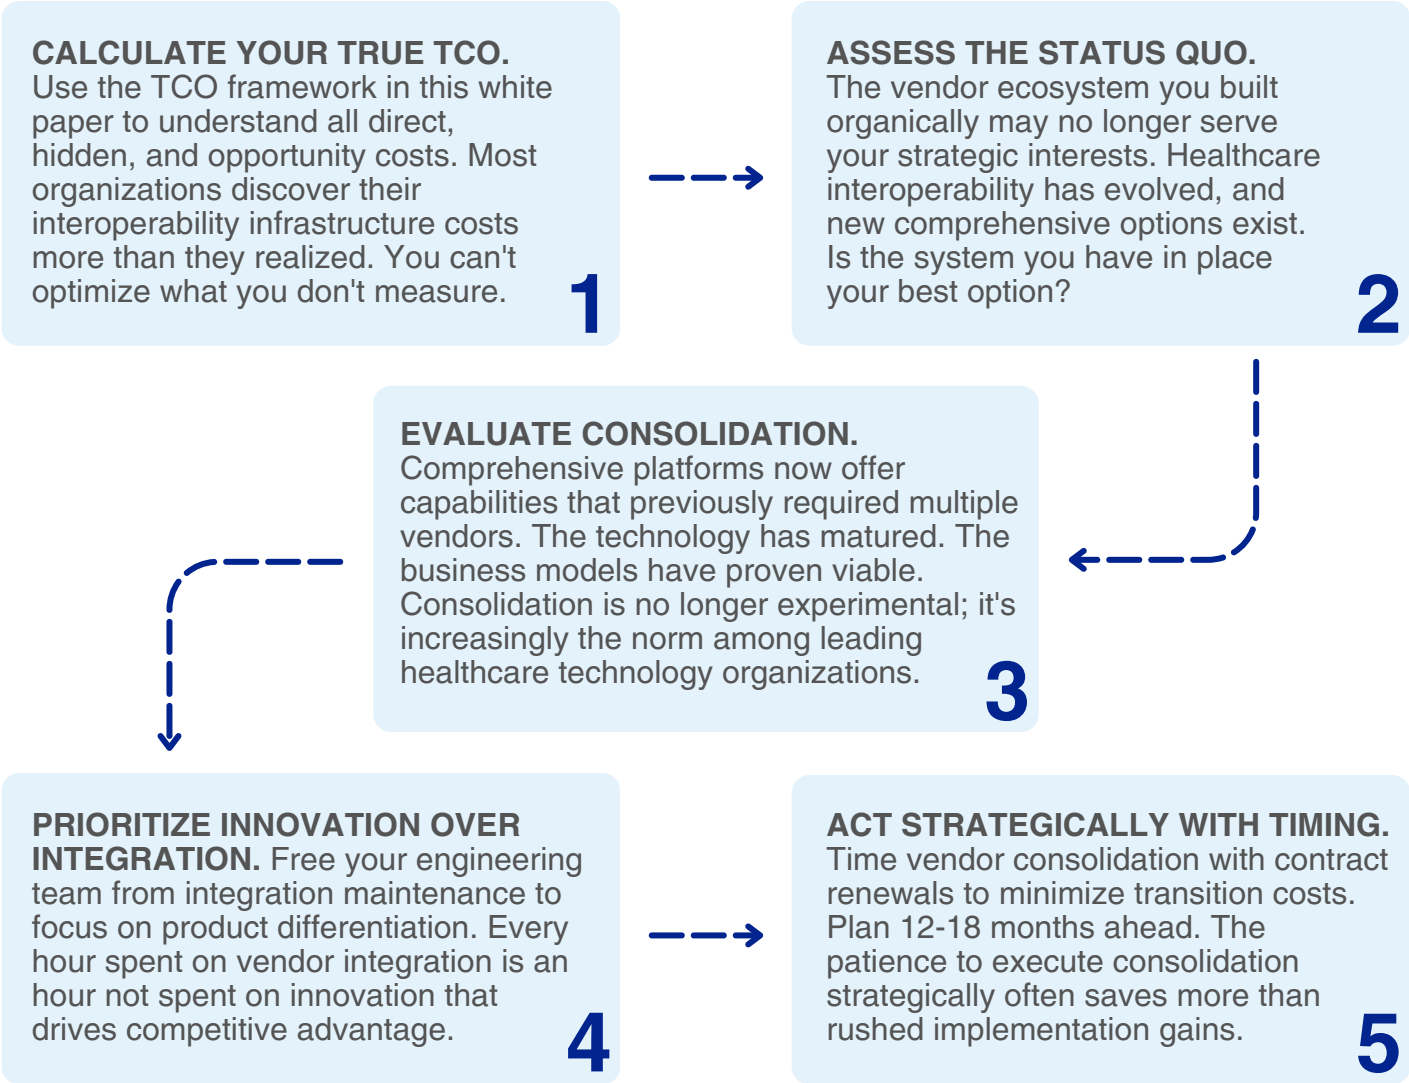 CALCULATE YOUR TRUE TCO.
Use the TCO framework in this white
paper to understand all direct,
hidden, and opportunity costs. Most
organizations discover their
interoperability infrastructure costs
more than they realized. You can't
optimize what you don't measure.
1
ASSESS THE STATUS QUO.
The vendor ecosystem you built
organically may no longer serve
your strategic interests. Healthcare
interoperability has evolved, and
new comprehensive options exist.
Is the system you have in place
your best option?
2
EVALUATE CONSOLIDATION.
Comprehensive platforms now offer
capabilities that previously required multiple
vendors. The technology has matured. The
business models have proven viable.
Consolidation is no longer experimental; it's
increasingly the norm among leading
healthcare technology organizations.
3
PRIORITIZE INNOVATION OVER
INTEGRATION. Free your engineering
team from integration maintenance to
focus on product differentiation. Every
hour spent on vendor integration is an
hour not spent on innovation that
drives competitive advantage.
4
ACT STRATEGICALLY WITH TIMING.
Time vendor consolidation with contract
renewals to minimize transition costs.
Plan 12-18 months ahead. The
patience to execute consolidation
strategically often saves more than
rushed implementation gains.
5